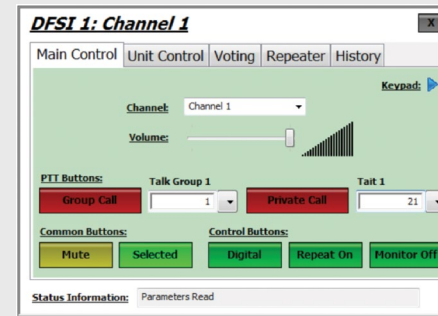 DFSI 1: Channel 1
X
Main Control Unit Control Voting Repeater History
Keypad:
Channel: Channel 1
Volume:
PTT Buttons: Talk Group 1 Tait 1
Group Call 1 Private Call 21
Common Buttons: Control Buttons:
Mute Selected Digital Repeat On Monitor Off
Status Information: Parameters Read